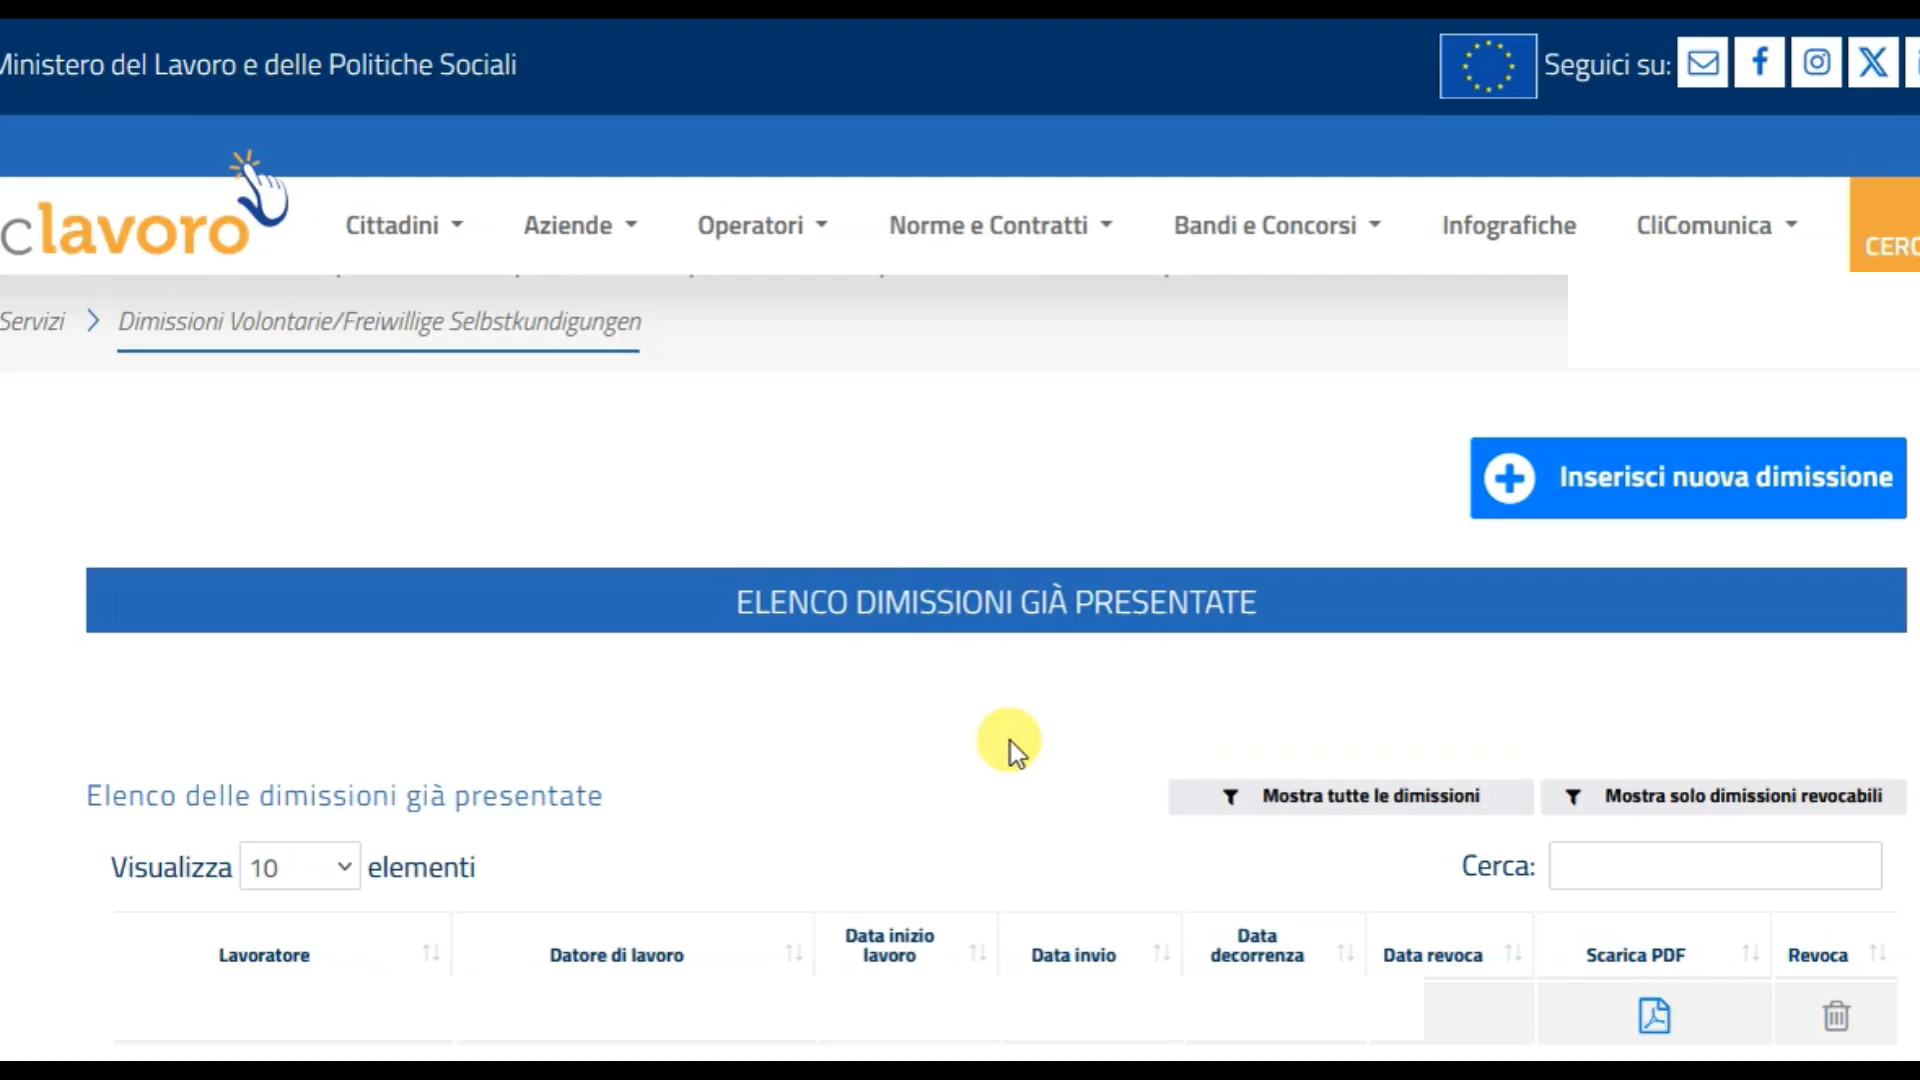 Ministero del Lavoro e delle Politiche Sociali
Seguici su:
clavoro
Cittadini
Aziende
Operatori
Norme e Contratti
Bandi e Concorsi
Infografiche
CliComunica
CERC
Servizi
Dimissioni Volontarie/Freiwillige Selbstkundigungen
Inserisci nuova dimissione
ELENCO DIMISSIONI GIÀ PRESENTATE
Elenco delle dimissioni già presentate
Mostra tutte le dimissioni
Mostra solo dimissioni revocabili
Visualizza 10 elementi
Cerca:
Lavoratore
Datore di lavoro
Data inizio
lavoro
Data invio
Data
decorrenza
Data revoca
Scarica PDF
Revoca